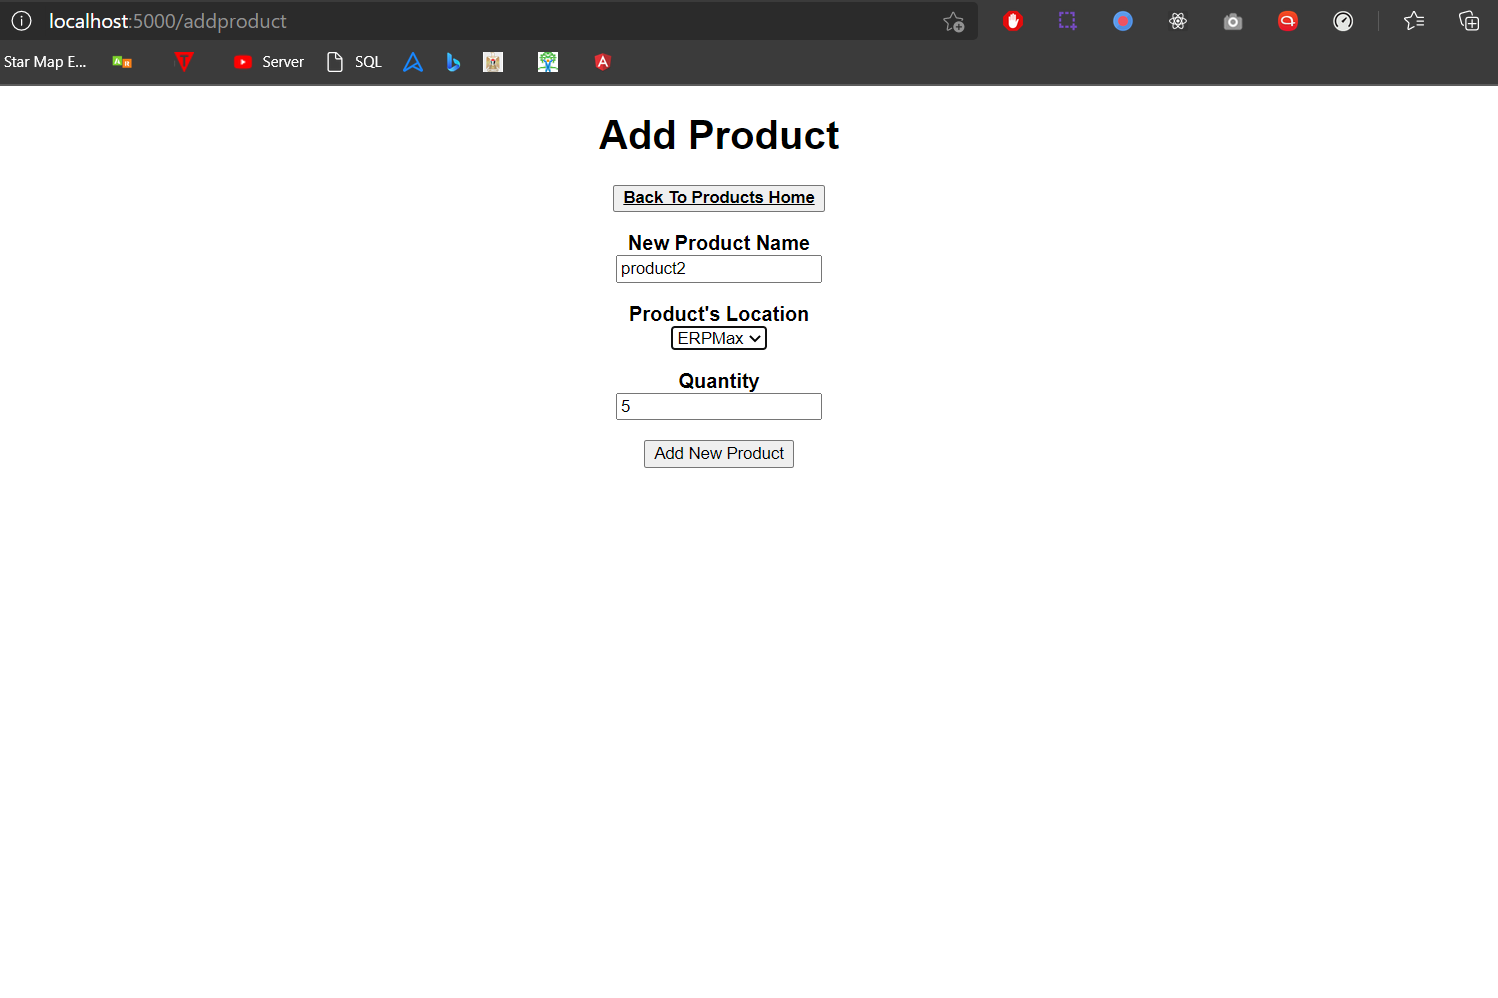 localhost:5000/addproduct
Star Map E... Server SQL
Add Product
Back To Products Home
New Product Name
product2
Product's Location
ERPMax
Quantity
5
Add New Product